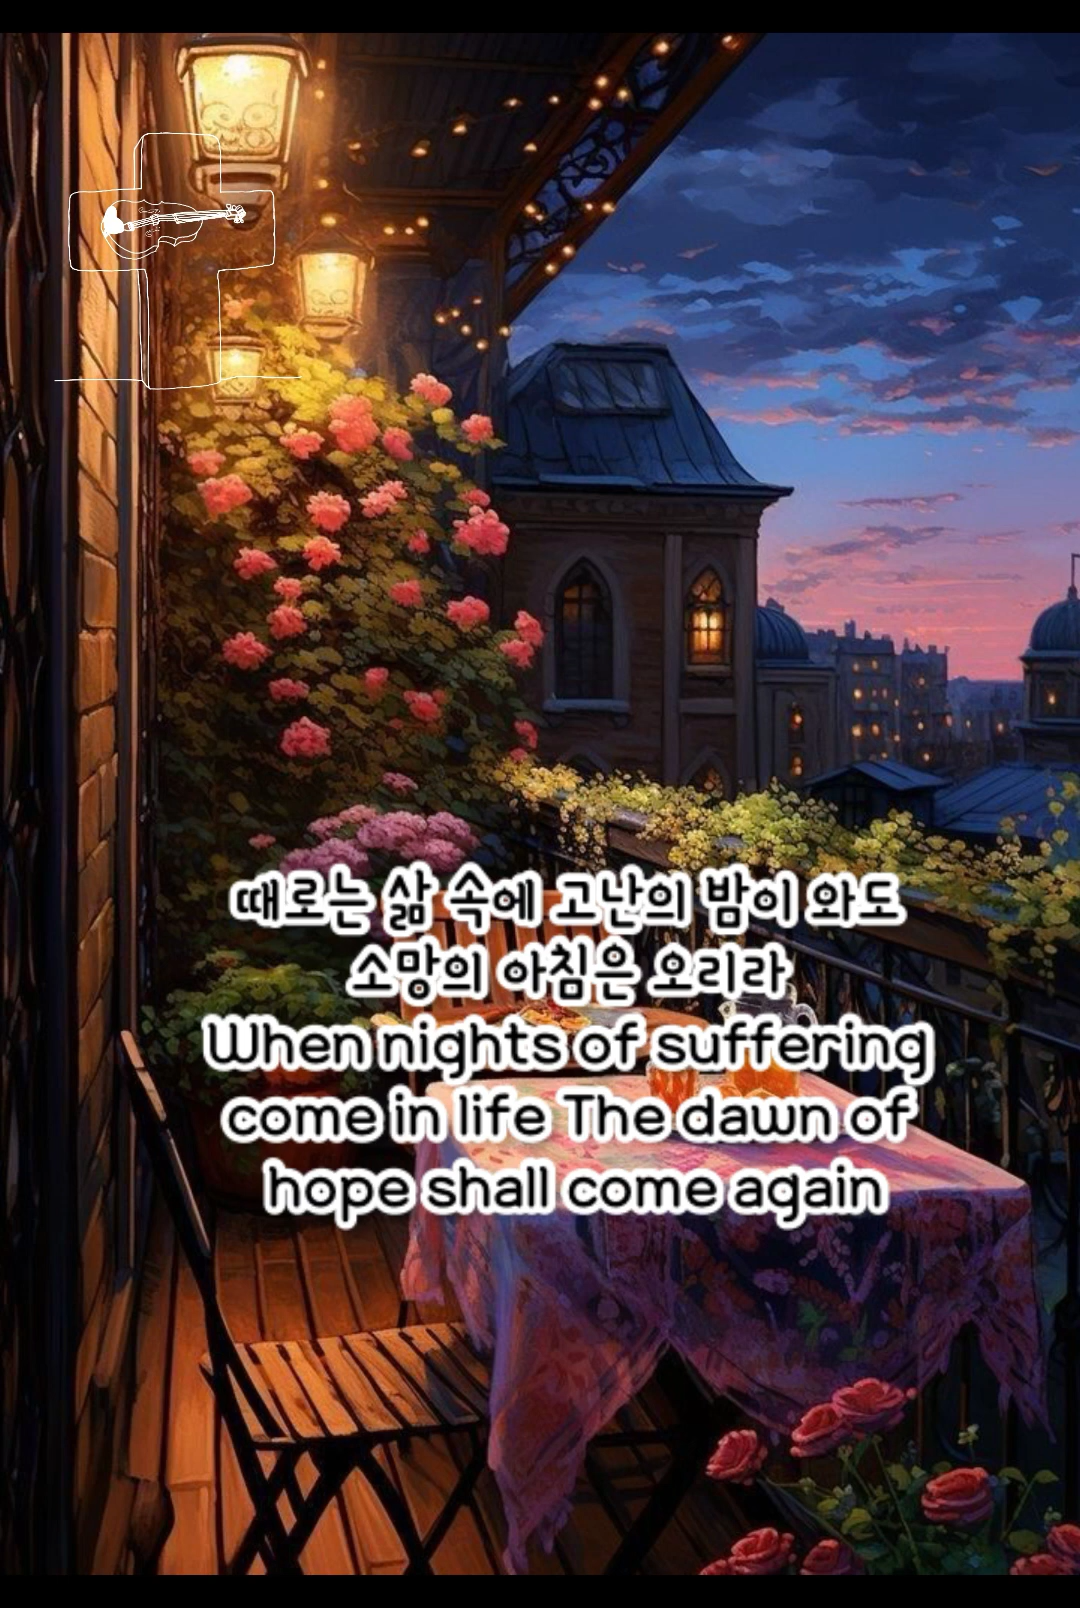 때로는 삶 속에 고난의 밤이 와도
소망의 아침은 오리라
When nights of suffering
come in life The dawn of
hope shall come again